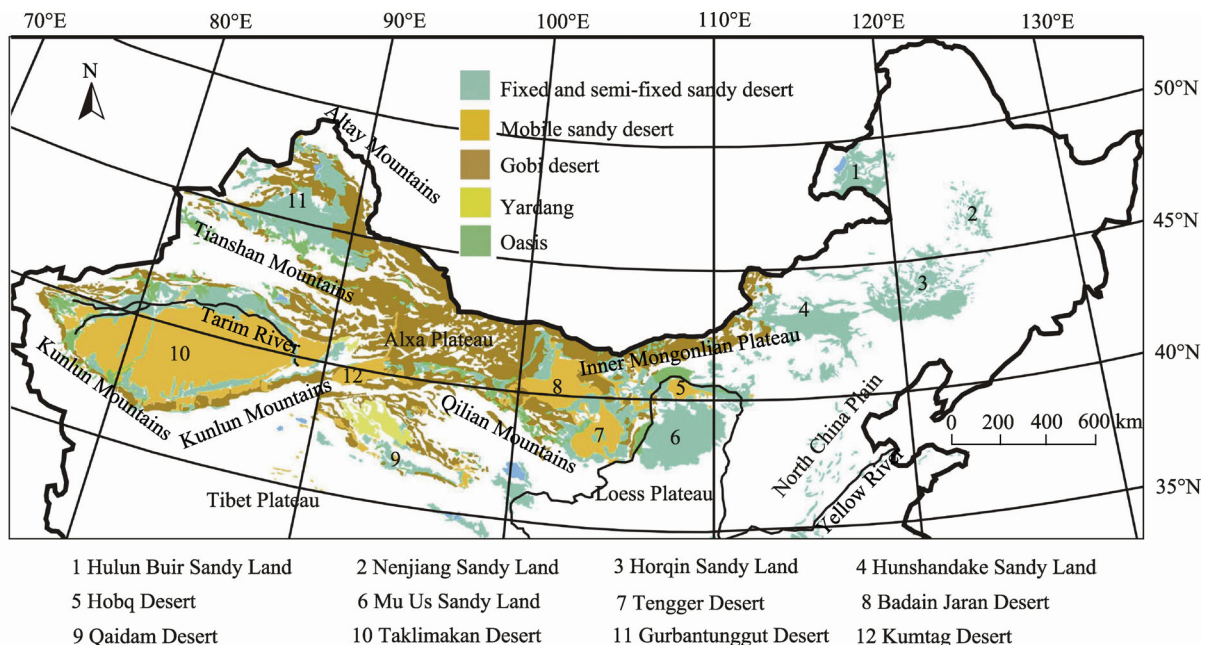 70°E 80°E 90°E 100°E 110°E 120°E 130°E
N
50°N
Fixed and semi-fixed sandy desert
Mobile sandy desert
Gobi desert
Yardang
Oasis
Altay Mountains
1
11
2
45°N
Tianshan Mountains
3
4
Tarim River
Alxa Plateau
Inner Mongonlian Plateau
10
40°N
Kunlun Mountains
12
8
5
Kunlun Mountains
Qilian Mountains
7
6
North China Plain
0 200 400 600 km
9
Tibet Plateau
Loess Plateau
Yellow River
35°N
1 Hulun Buir Sandy Land 2 Nenjiang Sandy Land 3 Horqin Sandy Land 4 Hunshandake Sandy Land
5 Hobq Desert 6 Mu Us Sandy Land 7 Tengger Desert 8 Badain Jaran Desert
9 Qaidam Desert 10 Taklimakan Desert 11 Gurbantunggut Desert 12 Kumtag Desert